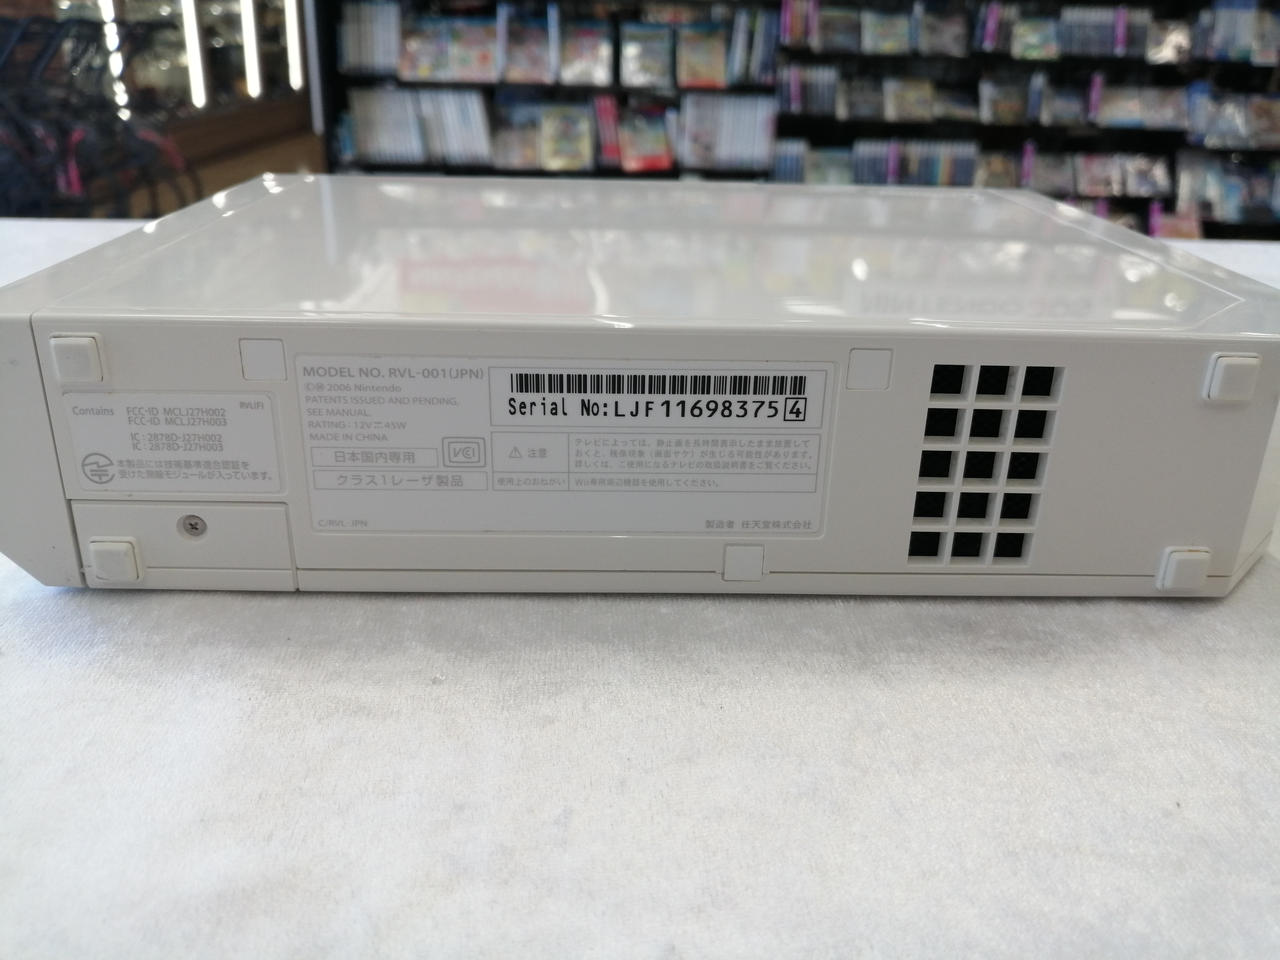 Contains
FCC-ID MCLJ27H002
FCC-ID MCLJ27H003
RVLIFI
IC : 2878D-J27H002
IC : 2878D-J27H003
本製品には技術基準適合認証を
受けた無線モジュールが入っています。
MODEL NO. RVL-001(JPN)
2006 Nintendo
PATENTS ISSUED AND PENDING.
SEE MANUAL.
RATING : 12V 45W
MADE IN CHINA
日本国内専用
VCI
クラス1レーザ製品
C/RVL-JPN
Serial No:LJF11698375 4
注意
テレビによっては、静止画を長時間表示したまま放置して
おくと、残像現象（画面ヤケ）が生じる可能性があります。
詳しくは、ご使用になるテレビの取扱説明書をご覧ください。
使用上のおねがい
Wii専用周辺機器を使用してください。
製造者 任天堂株式会社